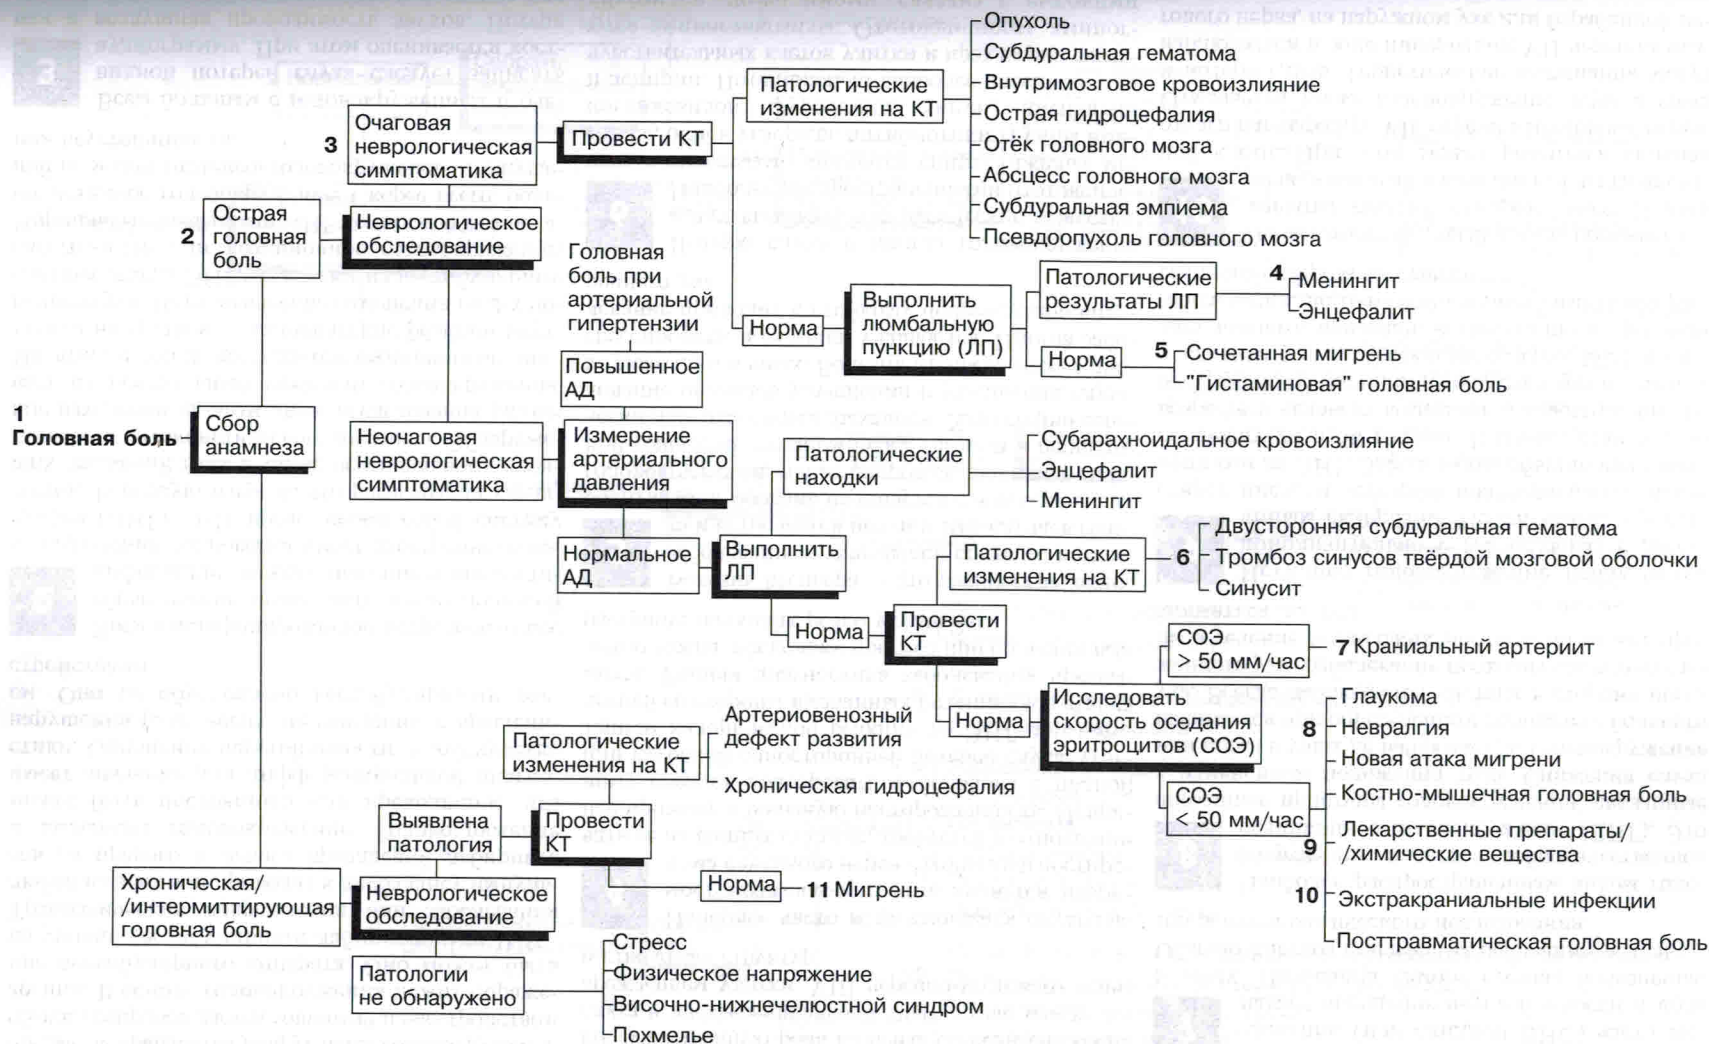 Опухоль
Субдуральная гематома
Внутримозговое кровоизлияние
Острая гидроцефалия
Отёк головного мозга
Абсцесс головного мозга
Субдуральная эмпиема
Псевдоопухоль головного мозга
Патологические
изменения на КТ
3
Очаговая
неврологическая
симптоматика
Провести КТ
2
Острая
головная
боль
Неврологическое
обследование
Головная
боль при
артериальной
гипертензии
Норма
Выполнить
люмбальную
пункцию (ЛП)
Патологические
результаты ЛП
4
Менингит
Энцефалит
Норма
5
Сочетанная мигрень
"Гистаминовая" головная боль
Повышенное
АД
1
Головная боль
Сбор
анамнеза
Неочаговая
неврологическая
симптоматика
Измерение
артериального
давления
Патологические
находки
Субарахноидальное кровоизлияние
Энцефалит
Менингит
Нормальное
АД
Выполнить
ЛП
Патологические
изменения на КТ
6
Двусторонняя субдуральная гематома
Тромбоз синусов твёрдой мозговой оболочки
Синусит
Норма
Провести
КТ
СОЭ
> 50 мм/час
7 Краниальный артериит
Норма
Исследовать
скорость оседания
эритроцитов (СОЭ)
СОЭ
< 50 мм/час
Глаукома
8
Невралгия
Новая атака мигрени
Костно-мышечная головная боль
9
Лекарственные препараты/
/химические вещества
10
Экстракраниальные инфекции
Посттравматическая головная боль
Патологические
изменения на КТ
Артериовенозный
дефект развития
Хроническая гидроцефалия
Выявлена
патология
Провести
КТ
Норма
11 Мигрень
Хроническая/
/интермиттирующая
головная боль
Неврологическое
обследование
Патологии
не обнаружено
Стресс
Физическое напряжение
Височно-нижнечелюстной синдром
Похмелье